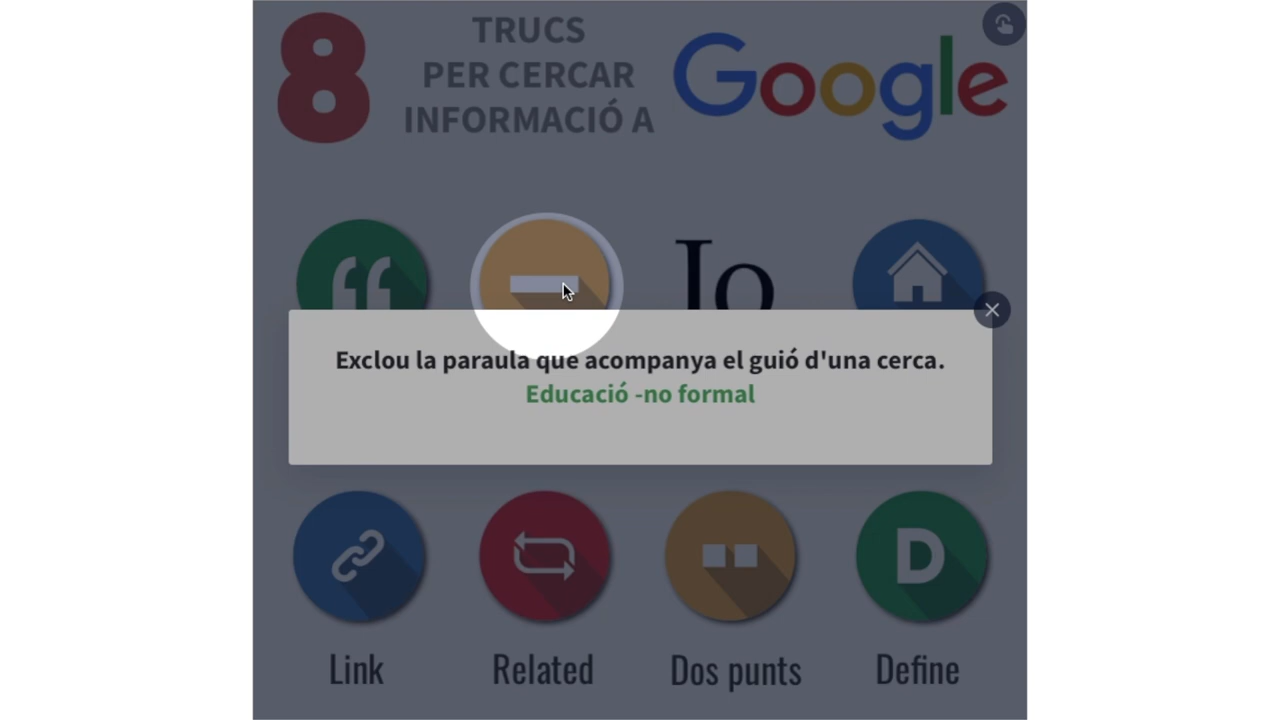 8
TRUCS
PER CERCAR
INFORMACIÓ A
Google
Exclou la paraula que acompanya el guió d'una cerca.
Educació -no formal
D
Link
Related
Dos punts
Define